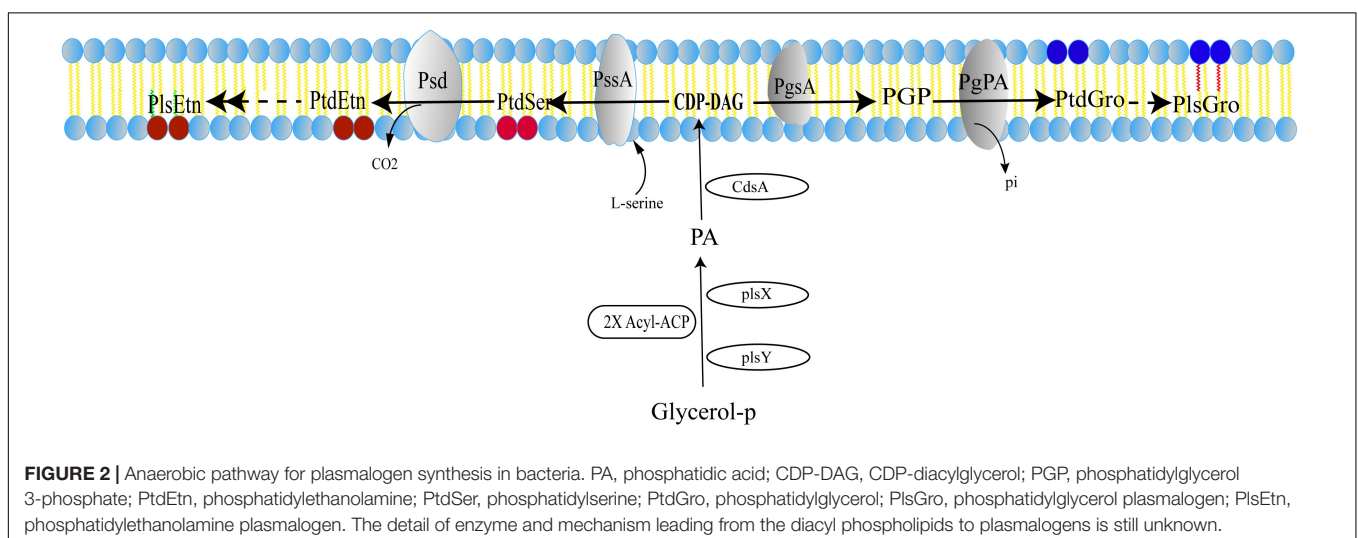 Psd
PssA
PgsA
PgPA
PlsEtn
PtdEtn
PtdSer
CDP-DAG
PGP
PtdGro
PlsGro
CO2
L-serine
pi
CdsA
PA
plsX
2X Acyl-ACP
plsY
Glycerol-p
FIGURE 2 | Anaerobic pathway for plasmalogen synthesis in bacteria. PA, phosphatidic acid; CDP-DAG, CDP-diacylglycerol; PGP, phosphatidylglycerol
3-phosphate; PtdEtn, phosphatidylethanolamine; PtdSer, phosphatidylserine; PtdGro, phosphatidylglycerol; PlsGro, phosphatidylglycerol plasmalogen; PlsEtn,
phosphatidylethanolamine plasmalogen. The detail of enzyme and mechanism leading from the diacyl phospholipids to plasmalogens is still unknown.